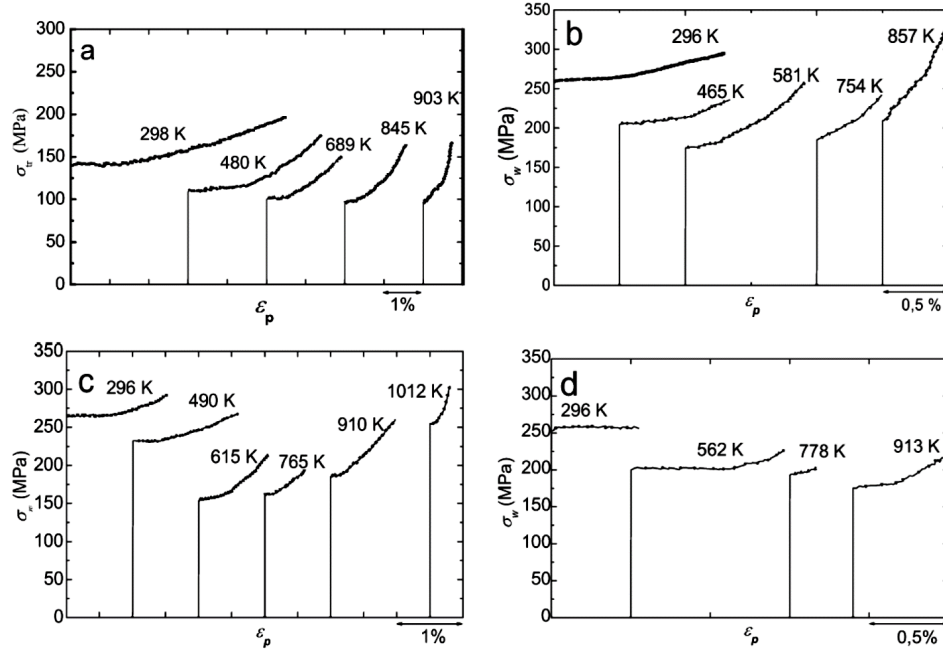 a
300
250
200
150
100
50
0
σtr (MPa)
298 K
480 K
689 K
845 K
903 K
εp
1%
b
350
300
250
200
150
100
50
0
σw (MPa)
296 K
465 K
581 K
754 K
857 K
εp
0,5 %
c
350
300
250
200
150
100
50
0
(MPa)
296 K
490 K
615 K
765 K
910 K
1012 K
εp
1%
d
350
300
250
200
150
100
50
0
σw (MPa)
296 K
562 K
778 K
913 K
εp
0,5%